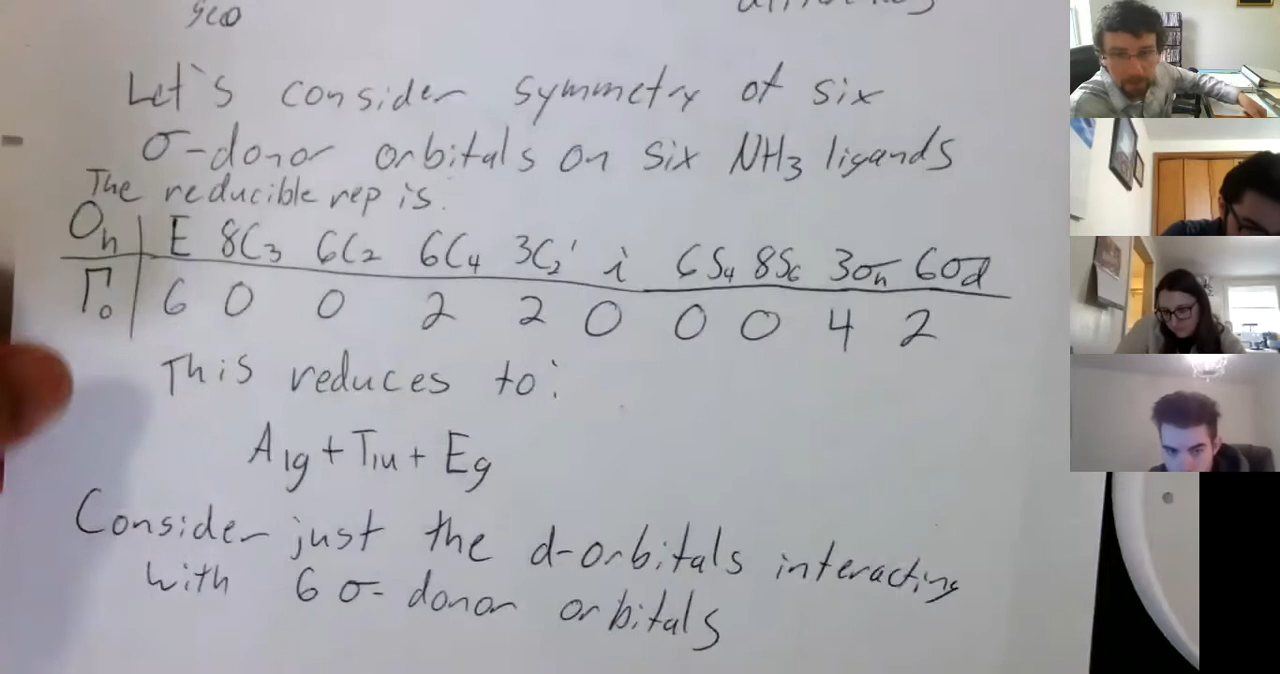 Let's consider symmetry of six
σ-donor orbitals on six NH3 ligands
The reducible rep is:
Oh | E 8C3 6C2 6C4 3C2' i 6S4 8S6 3σh 6σd
Γσ | 6 0 0 2 2 0 0 0 4 2
This reduces to:
A1g + T1u + Eg
Consider just the d-orbitals interacting
with 6 σ-donor orbitals